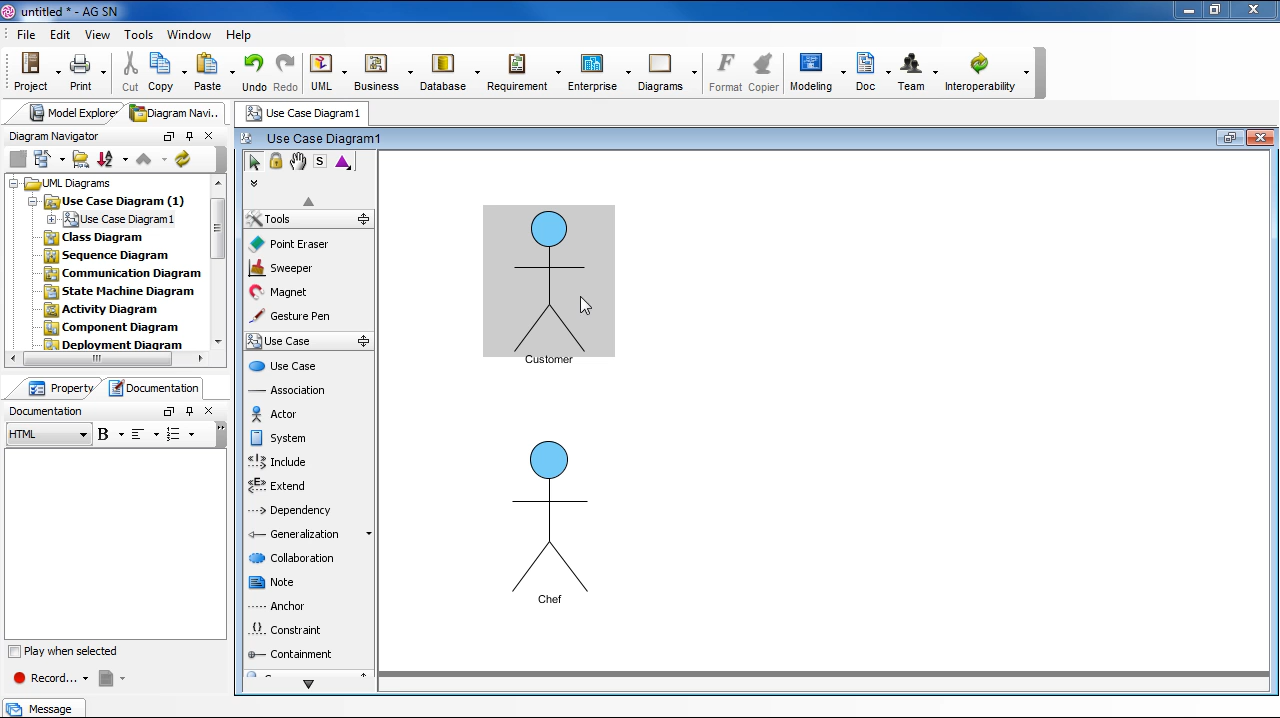 untitled * - AG SN
File Edit View Tools Window Help
Project Print Cut Copy Paste Undo Redo UML Business Database Requirement Enterprise Diagrams Format Copier Modeling Doc Team Interoperability
Model Explorer Diagram Navi..
Use Case Diagram1
Diagram Navigator
Use Case Diagram1
UML Diagrams
Use Case Diagram (1)
Use Case Diagram1
Class Diagram
Sequence Diagram
Communication Diagram
State Machine Diagram
Activity Diagram
Component Diagram
Deployment Diagram
Property Documentation
Documentation
HTML B
Play when selected
Record...
Message
S
Tools
Point Eraser
Sweeper
Magnet
Gesture Pen
Use Case
Use Case
Association
Actor
System
Include
Extend
Dependency
Generalization
Collaboration
Note
Anchor
Constraint
Containment
Customer
Chef